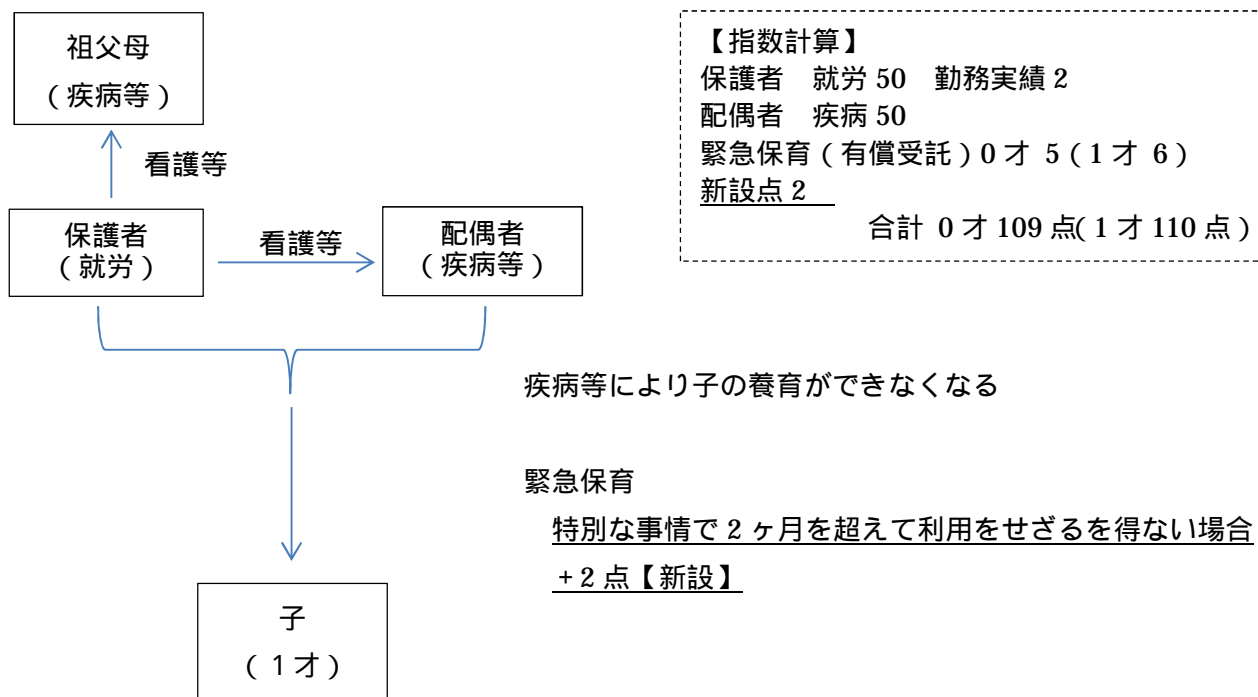 祖父母
(疾病等)
看護等
保護者
(就労)
看護等
配偶者
(疾病等)
【指数計算】
保護者　就労 50　勤務実績 2
配偶者　疾病 50
緊急保育(有償受託)0才 5(1才 6)
新設点 2
合計 0才 109 点(1才 110 点)
疾病等により子の養育ができなくなる
緊急保育
特別な事情で 2 ヶ月を超えて利用をせざるを得ない場合
+2 点【新設】
子
(1才)